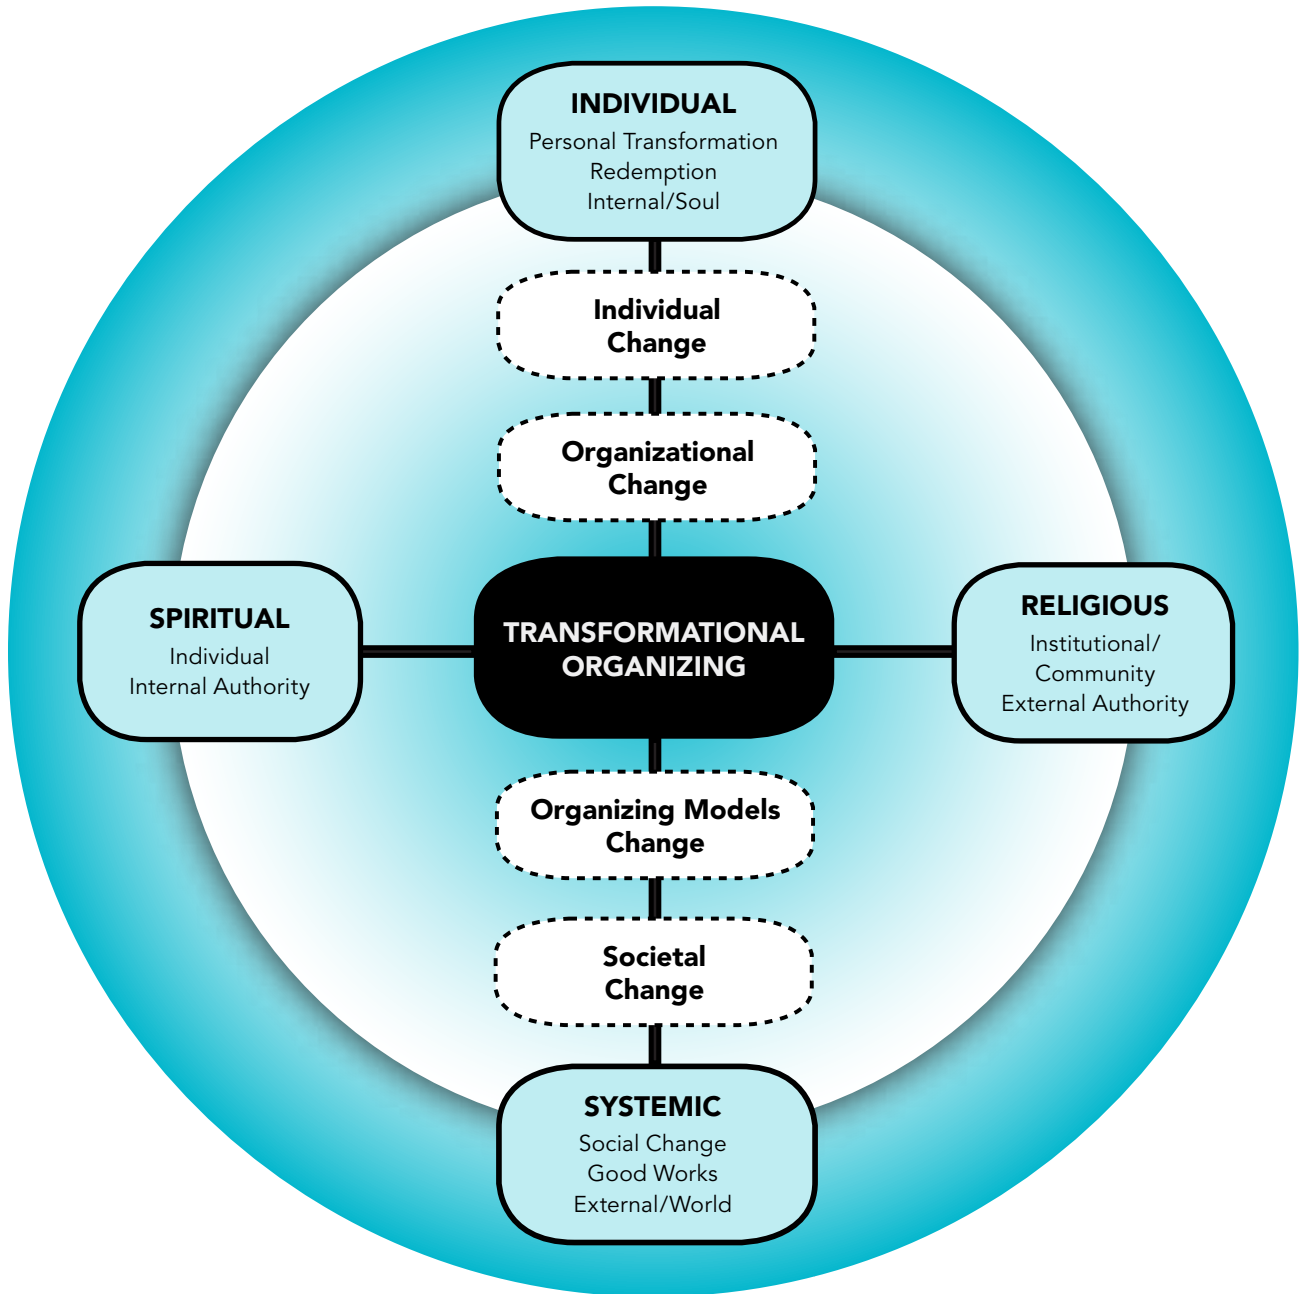 INDIVIDUAL
Personal Transformation
Redemption
Internal/Soul
Individual
Change
Organizational
Change
SPIRITUAL
Individual
Internal Authority
TRANSFORMATIONAL
ORGANIZING
RELIGIOUS
Institutional/
Community
External Authority
Organizing Models
Change
Societal
Change
SYSTEMIC
Social Change
Good Works
External/World